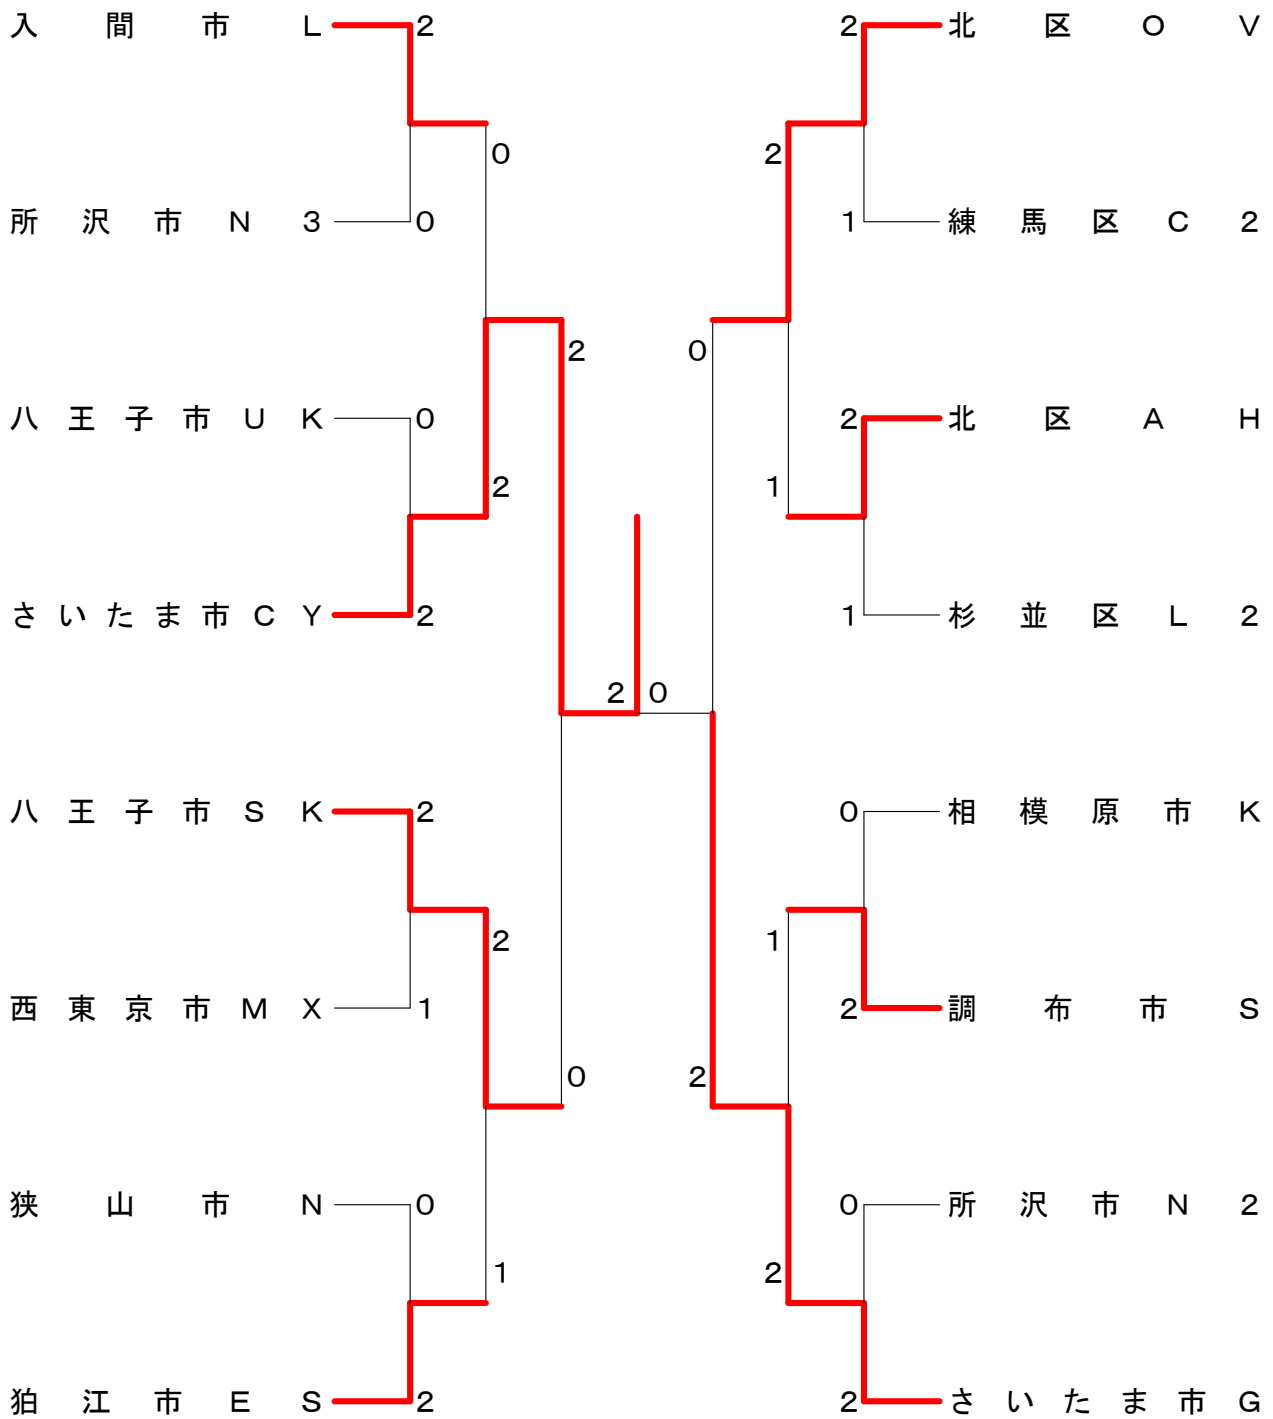 入間市L 2 2 北区OV
0 2
所沢市N3 0 1 練馬区C2
2 0
八王子市UK 0 2 北区AH
2 1
さいたま市CY 2 1 杉並区L2
2 0
八王子市SK 2 0 相模原市K
2 1
西東京市MX 1 2 調布市S
0 2
狭山市N 0 0 所沢市N2
1 2
狛江市ES 2 2 さいたま市G